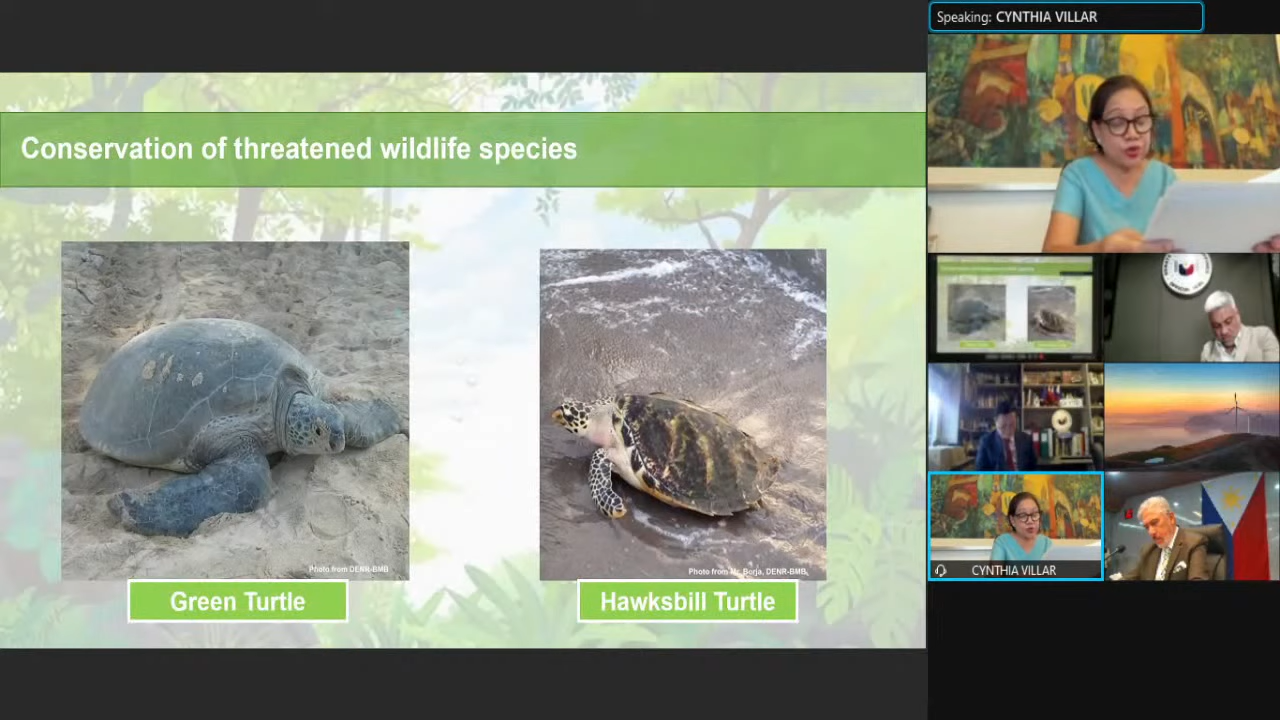 Speaking: CYNTHIA VILLAR
Conservation of threatened wildlife species
Photo from DENR-BMB
Photo from Mr. Borja, DENR-BMB,
Green Turtle
Hawksbill Turtle
CYNTHIA VILLAR